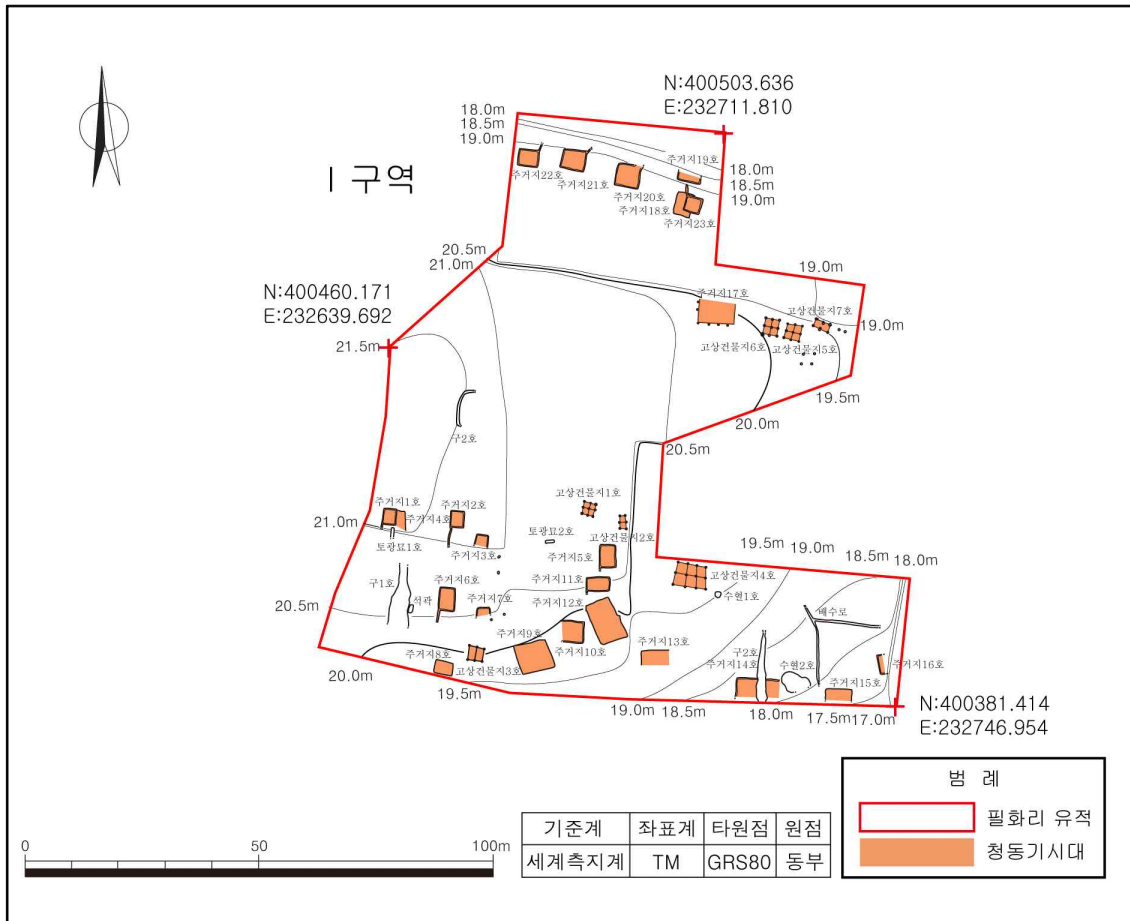 N:400503.636
E:232711.810
18.0m
18.5m
19.0m
Ⅰ 구역
주거지19호
18.0m
18.5m
19.0m
주거지22호
주거지21호
주거지20호
주거지18호
주거지23호
20.5m
21.0m
19.0m
N:400460.171
E:232639.692
주거지17호
고상건물지7호
19.0m
21.5m
고상건물지6호
고상건물지5호
19.5m
20.0m
구2호
20.5m
주거지1호
주거지2호
고상건물지1호
21.0m
주거지4호
토광묘2호
고상건물지2호
토광묘1호
주거지3호
주거지5호
19.5m
19.0m
18.5m
18.0m
구1호
석곽
주거지6호
주거지11호
고상건물지4호
수혈1호
20.5m
주거지7호
주거지12호
배수로
주거지9호
주거지13호
구2호
주거지8호
주거지10호
주거지14호
수혈2호
주거지16호
20.0m
고상건물지3호
주거지15호
19.5m
19.0m
18.5m
18.0m
17.5m
17.0m
N:400381.414
E:232746.954
범 례
필화리 유적
청동기시대
기준계 좌표계 타원점 원점
세계측지계 TM GRS80 동부
0 50 100m